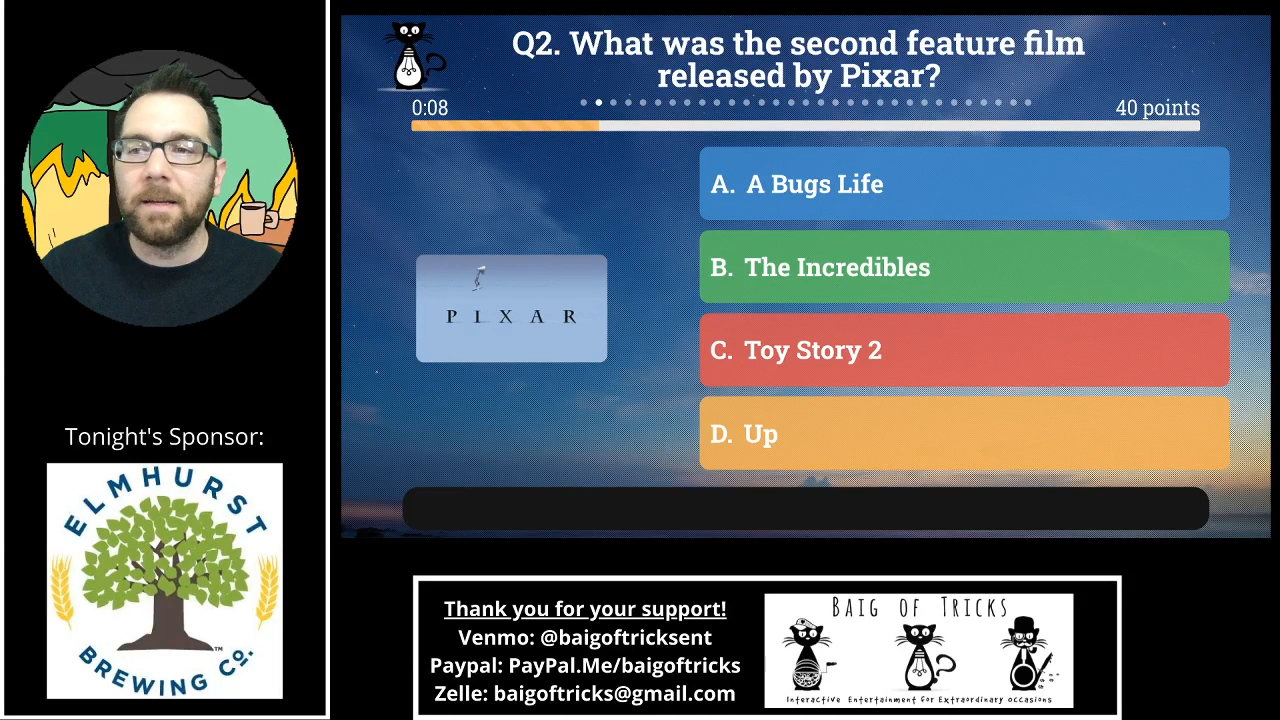 Q2. What was the second feature film
released by Pixar?
0:08
40 points
A. A Bugs Life
B. The Incredibles
P I X A R
C. Toy Story 2
D. Up
Tonight's Sponsor:
ELMHURST
BREWING CO.
TM
Thank you for your support!
Venmo: @baigoftricksent
Paypal: PayPal.Me/baigoftricks
Zelle: baigoftricks@gmail.com
BAIG OF TRICKS
Interactive Entertainment for Extraordinary occasions